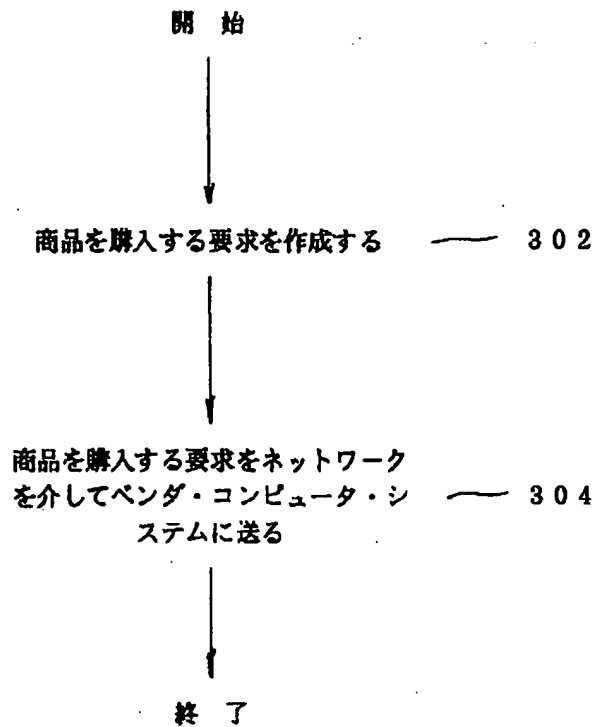 開 始
商品を購入する要求を作成する 302
商品を購入する要求をネットワーク
を介してベンダ・コンピュータ・シ 304
ステムに送る
終 了